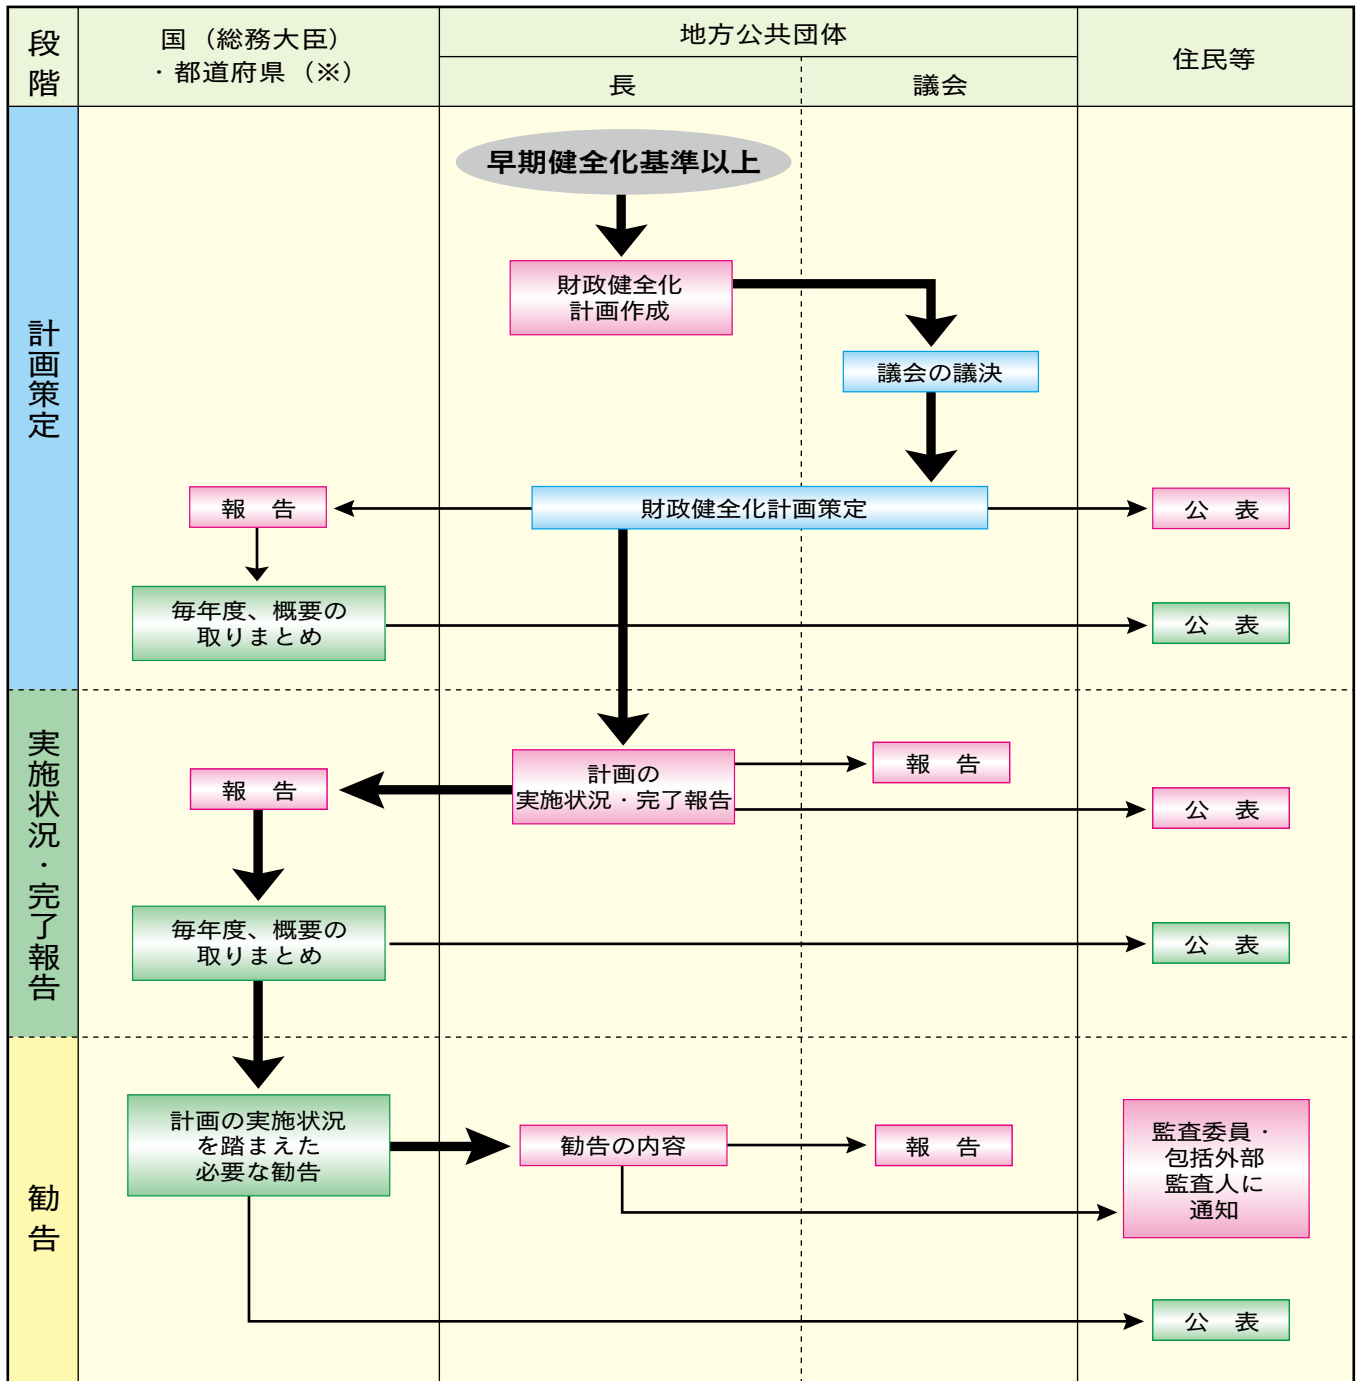 段
階
国（総務大臣）
・都道府県（※）
地方公共団体
長
議会
住民等
計画策定
早期健全化基準以上
財政健全化
計画作成
議会の議決
報　告
財政健全化計画策定
公　表
毎年度、概要の
取りまとめ
公　表
実施状況・完了報告
計画の
実施状況・完了報告
報　告
報　告
公　表
毎年度、概要の
取りまとめ
公　表
勧
告
計画の実施状況
を踏まえた
必要な勧告
勧告の内容
報　告
監査委員・
包括外部
監査人に
通知
公　表